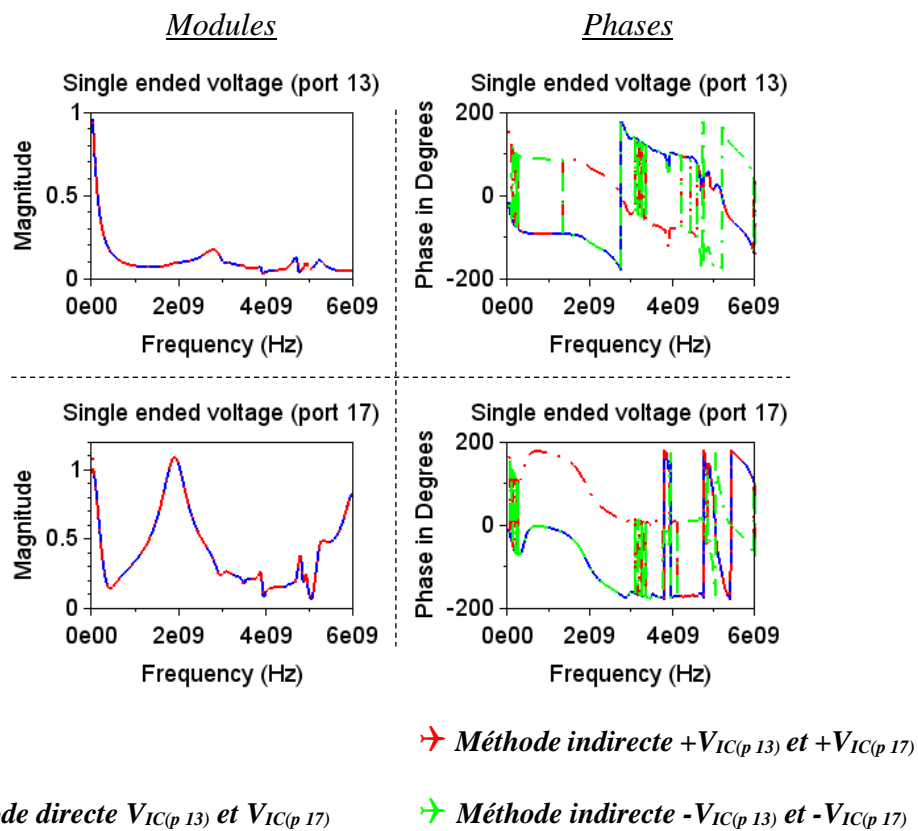 Modules
Phases
Single ended voltage (port 13)
Magnitude
1
0.5
0
0e00 2e09 4e09 6e09
Frequency (Hz)
Single ended voltage (port 13)
Phase in Degrees
200
0
-200
0e00 2e09 4e09 6e09
Frequency (Hz)
Single ended voltage (port 17)
Magnitude
1
0.5
0
0e00 2e09 4e09 6e09
Frequency (Hz)
Single ended voltage (port 17)
Phase in Degrees
200
0
-200
0e00 2e09 4e09 6e09
Frequency (Hz)
Méthode indirecte +VIC(p 13) et +VIC(p 17)
ode directe VIC(p 13) et VIC(p 17)
Méthode indirecte -VIC(p 13) et -VIC(p 17)